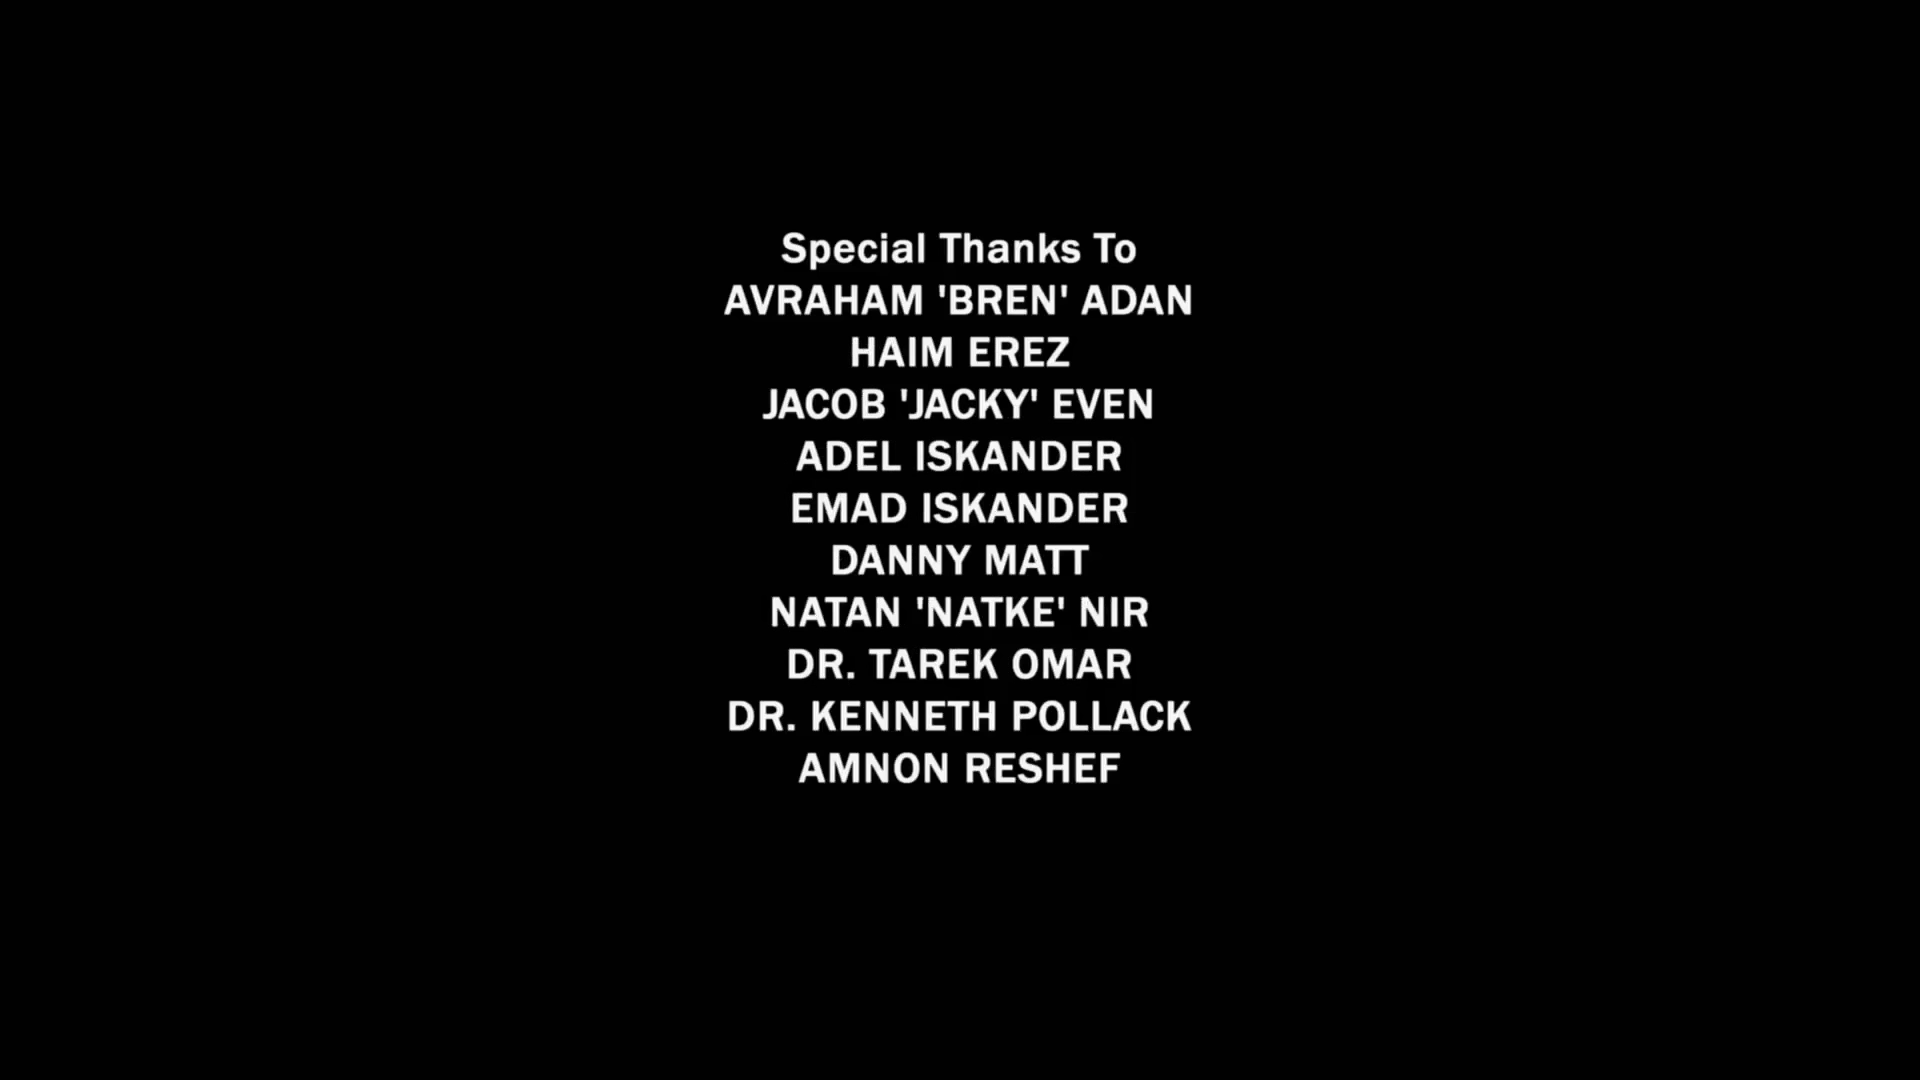 Special Thanks To
AVRAHAM 'BREN' ADAN
HAIM EREZ
JACOB 'JACKY' EVEN
ADEL ISKANDER
EMAD ISKANDER
DANNY MATT
NATAN 'NATKE' NIR
DR. TAREK OMAR
DR. KENNETH POLLACK
AMNON RESHEF